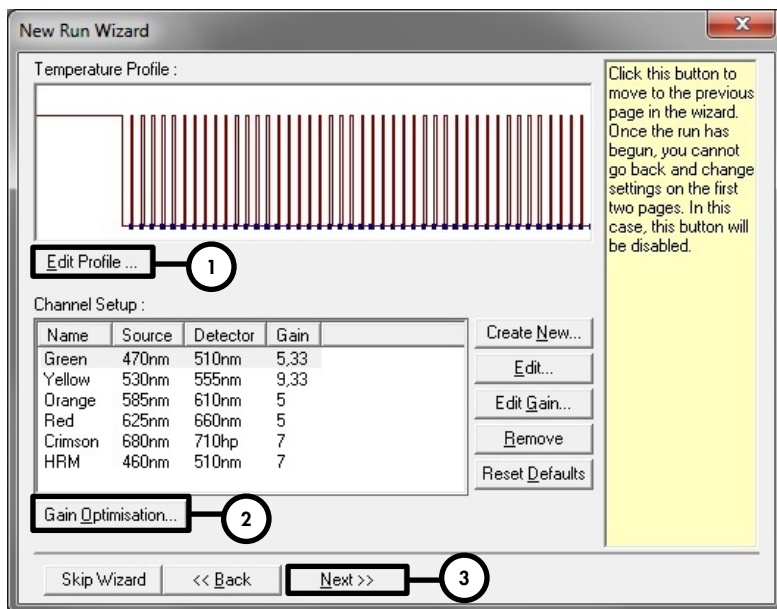 New Run Wizard
Temperature Profile :
Edit Profile ...
1
Channel Setup :
Name Source Detector Gain
Green 470nm 510nm 5,33
Yellow 530nm 555nm 9,33
Orange 585nm 610nm 5
Red 625nm 660nm 5
Crimson 680nm 710hp 7
HRM 460nm 510nm 7
Create New...
Edit...
Edit Gain...
Remove
Reset Defaults
Gain Optimisation...
2
Skip Wizard
<< Back
Next >>
3
Click this button to
move to the previous
page in the wizard.
Once the run has
begun, you cannot
go back and change
settings on the first
two pages. In this
case, this button will
be disabled.